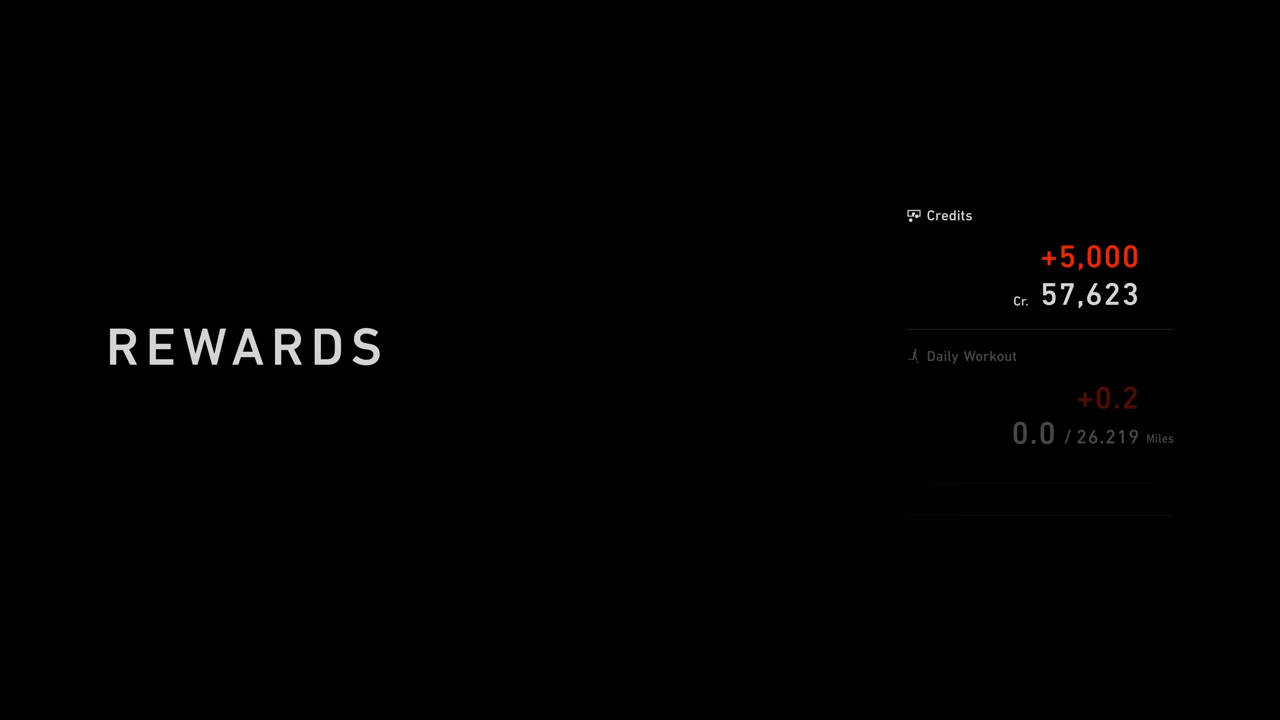 REWARDS
Credits
+5,000
Cr. 57,623
Daily Workout
+0.2
0.0 / 26.219 Miles